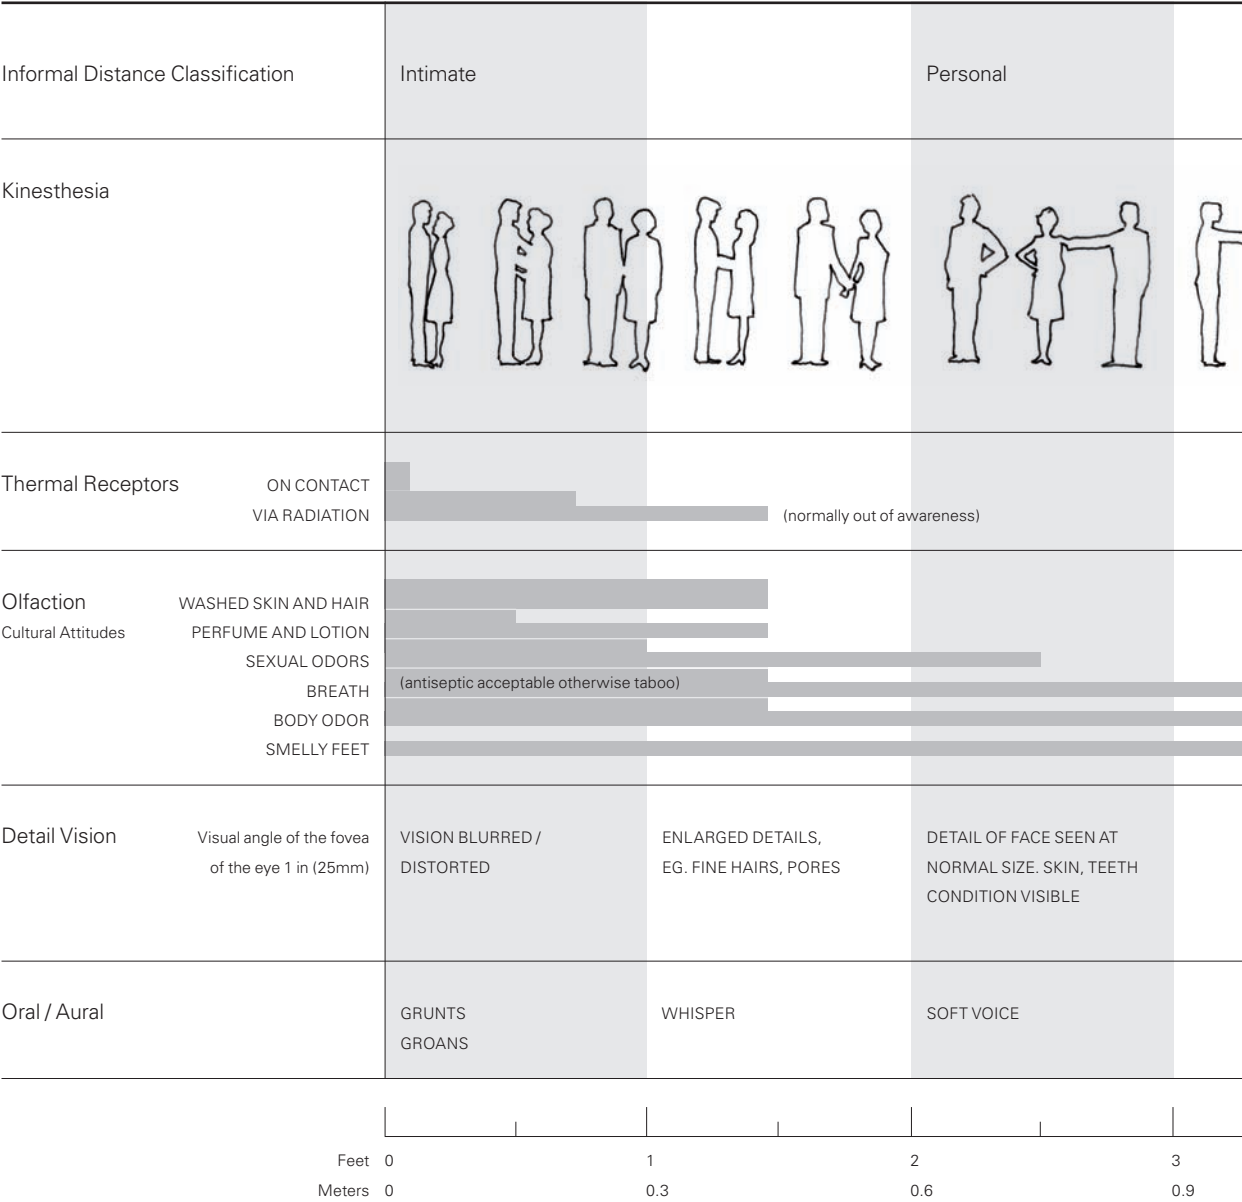 Informal Distance Classification Intimate Personal
Kinesthesia
Thermal Receptors ON CONTACT
VIA RADIATION (normally out of awareness)
Olfaction WASHED SKIN AND HAIR
Cultural Attitudes PERFUME AND LOTION
SEXUAL ODORS
(antiseptic acceptable otherwise taboo)
BREATH
BODY ODOR
SMELLY FEET
Detail Vision Visual angle of the fovea VISION BLURRED / ENLARGED DETAILS, DETAIL OF FACE SEEN AT
of the eye 1 in (25mm) DISTORTED EG. FINE HAIRS, PORES NORMAL SIZE. SKIN, TEETH
CONDITION VISIBLE
Oral / Aural GRUNTS WHISPER SOFT VOICE
GROANS
Feet 0 1 2 3
Meters 0 0.3 0.6 0.9